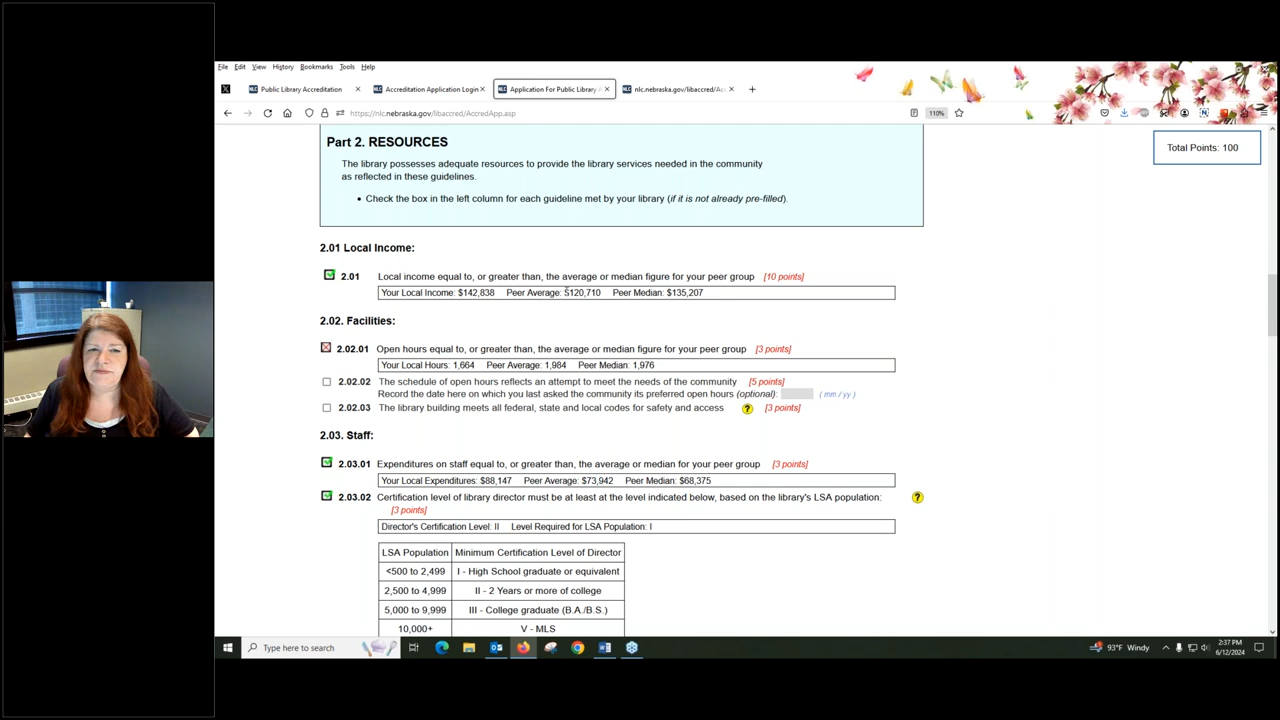 File Edit View History Bookmarks Tools Help
Public Library Accreditation
Accreditation Application Login
Application For Public Library A
nlc.nebraska.gov/libaccred/Acc
https://nlc.nebraska.gov/libaccred/AccredApp.asp
110%
Part 2. RESOURCES
Total Points: 100
The library possesses adequate resources to provide the library services needed in the community
as reflected in these guidelines.
• Check the box in the left column for each guideline met by your library (if it is not already pre-filled).
2.01 Local Income:
2.01 Local income equal to, or greater than, the average or median figure for your peer group [10 points]
Your Local Income: $142,838 Peer Average: $120,710 Peer Median: $135,207
2.02. Facilities:
2.02.01 Open hours equal to, or greater than, the average or median figure for your peer group [3 points]
Your Local Hours: 1,664 Peer Average: 1,984 Peer Median: 1,976
2.02.02 The schedule of open hours reflects an attempt to meet the needs of the community [5 points]
Record the date here on which you last asked the community its preferred open hours (optional): ( mm / yy )
2.02.03 The library building meets all federal, state and local codes for safety and access ? [3 points]
2.03. Staff:
2.03.01 Expenditures on staff equal to, or greater than, the average or median for your peer group [3 points]
Your Local Expenditures: $88,147 Peer Average: $73,942 Peer Median: $68,375
2.03.02 Certification level of library director must be at least at the level indicated below, based on the library's LSA population: ?
[3 points]
Director's Certification Level: II Level Required for LSA Population: I
LSA Population Minimum Certification Level of Director
<500 to 2,499 I - High School graduate or equivalent
2,500 to 4,999 II - 2 Years or more of college
5,000 to 9,999 III - College graduate (B.A./B.S.)
10,000+ V - MLS
Type here to search
93°F Windy
2:37 PM
6/12/2024